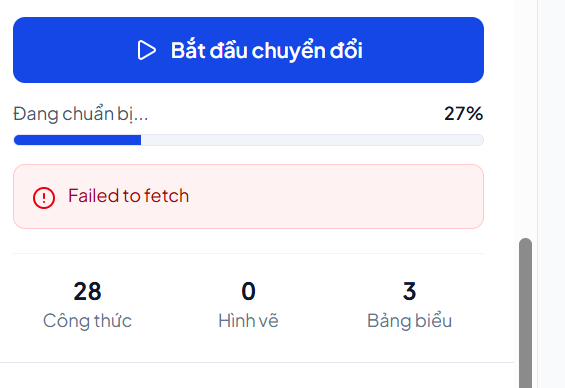 Bắt đầu chuyển đổi
Đang chuẩn bị... 27%
Failed to fetch
28 0 3
Công thức Hình vẽ Bảng biểu